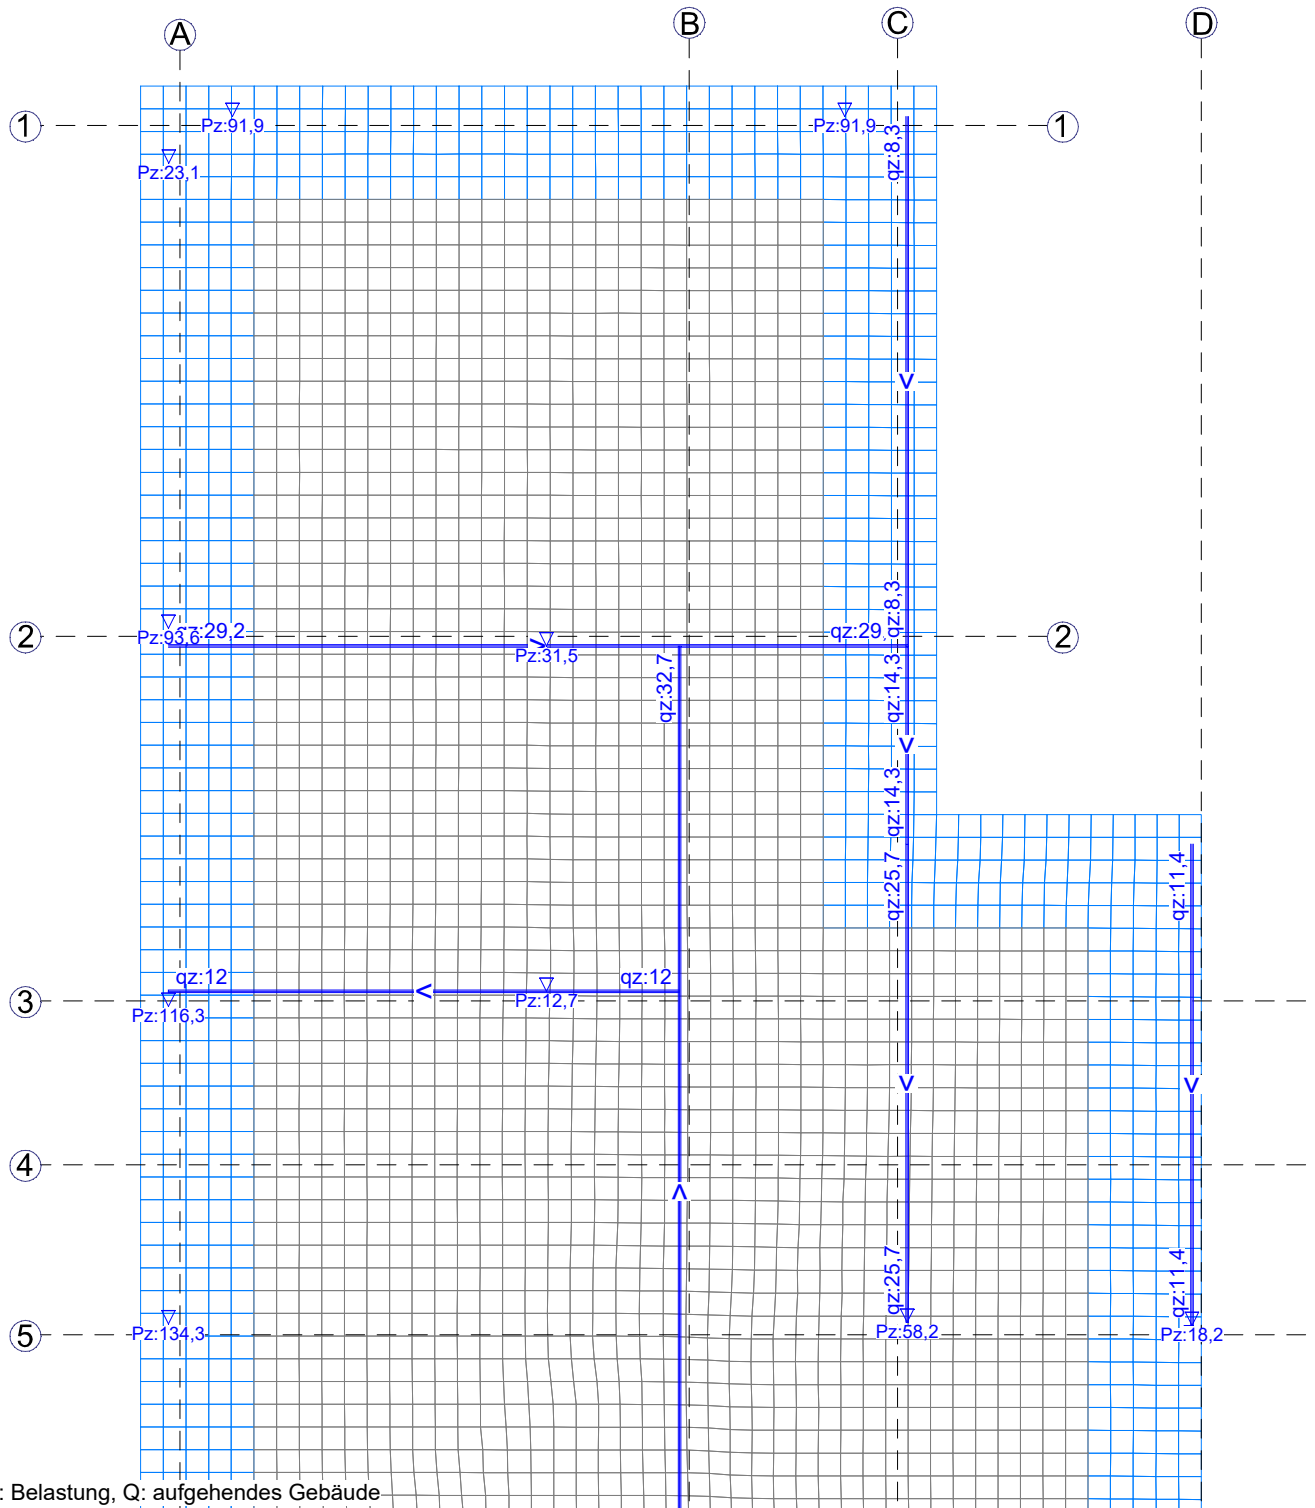 A
B
C
D
1
Pz:91,9
Pz:91,9
1
qz:8,3
Pz:23,1
qz:8,3
2
Pz:93,6
qz:29,2
Pz:31,5
qz:29
2
qz:32,7
qz:14,3
qz:14,3
qz:25,7
qz:11,4
qz:12
qz:12
3
Pz:116,3
Pz:12,7
4
qz:25,7
qz:11,4
5
Pz:134,3
Pz:58,2
Pz:18,2
: Belastung, Q: aufgehendes Gebäude